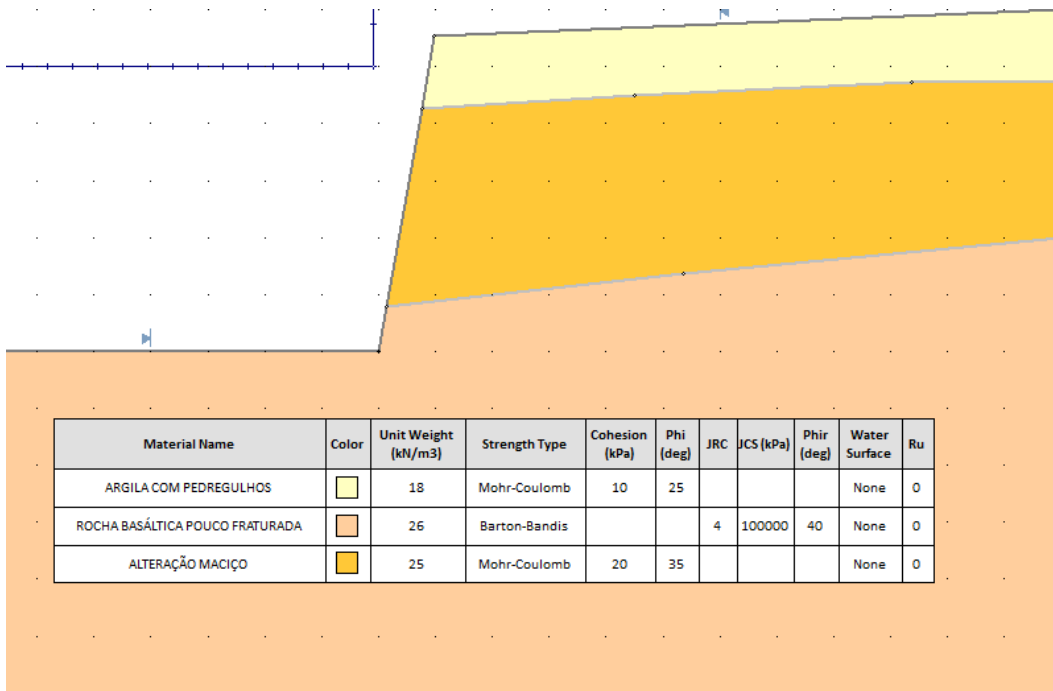 Material Name Color Unit Weight (kN/m3) Strength Type Cohesion (kPa) Phi (deg) JRC JCS (kPa) Phir (deg) Water Surface Ru
ARGILA COM PEDREGULHOS 18 Mohr-Coulomb 10 25 None 0
ROCHA BASÁLTICA POUCO FRATURADA 26 Barton-Bandis 4 100000 40 None 0
ALTERAÇÃO MACIÇO 25 Mohr-Coulomb 20 35 None 0